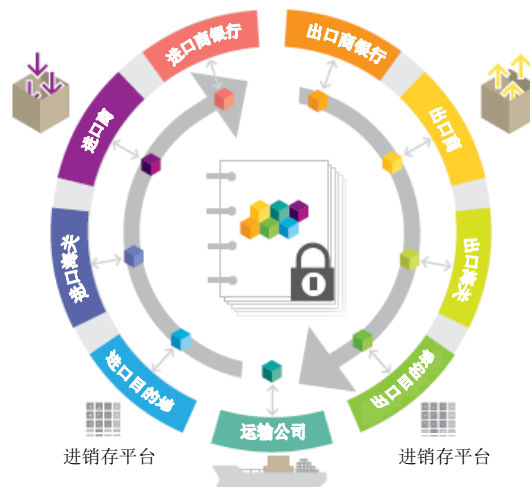 进口商银行
出口商银行
进口商
出口商
进口海关
出口海关
进口目的地
出口目的地
运输公司
进销存平台
进销存平台